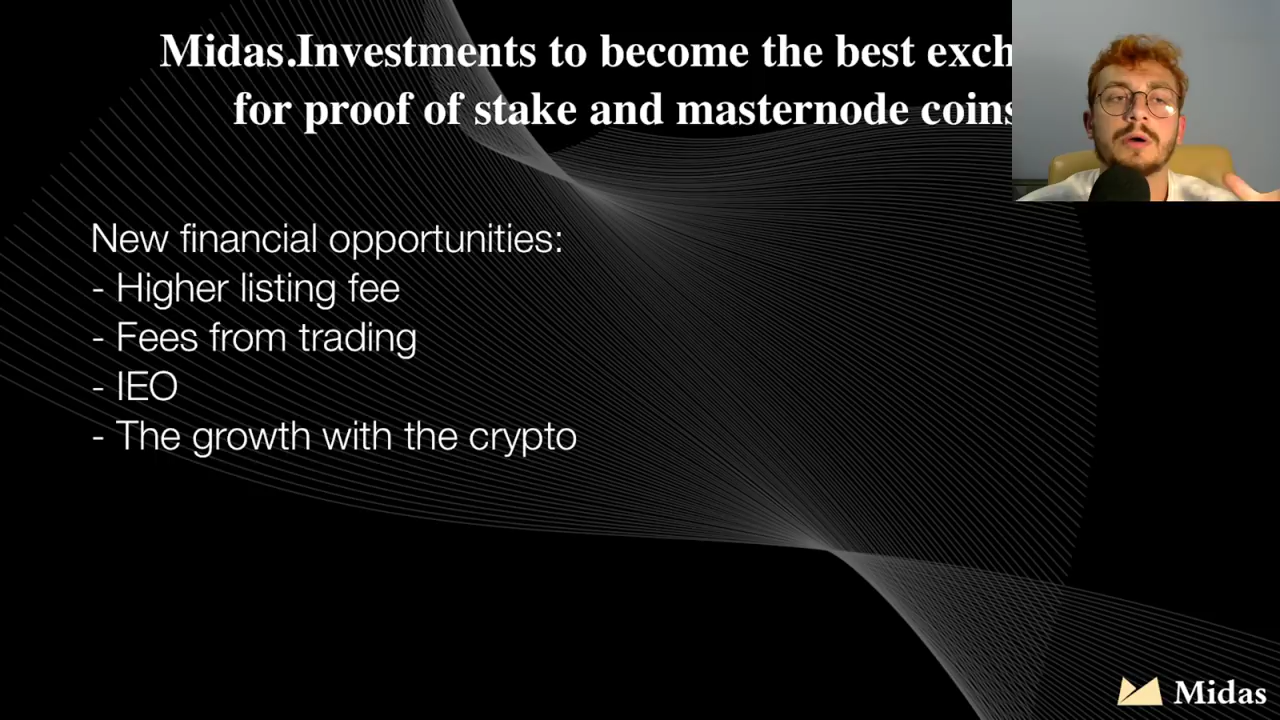 Midas.Investments to become the best exch
for proof of stake and masternode coins
New financial opportunities:
- Higher listing fee
- Fees from trading
- IEO
- The growth with the crypto
Midas